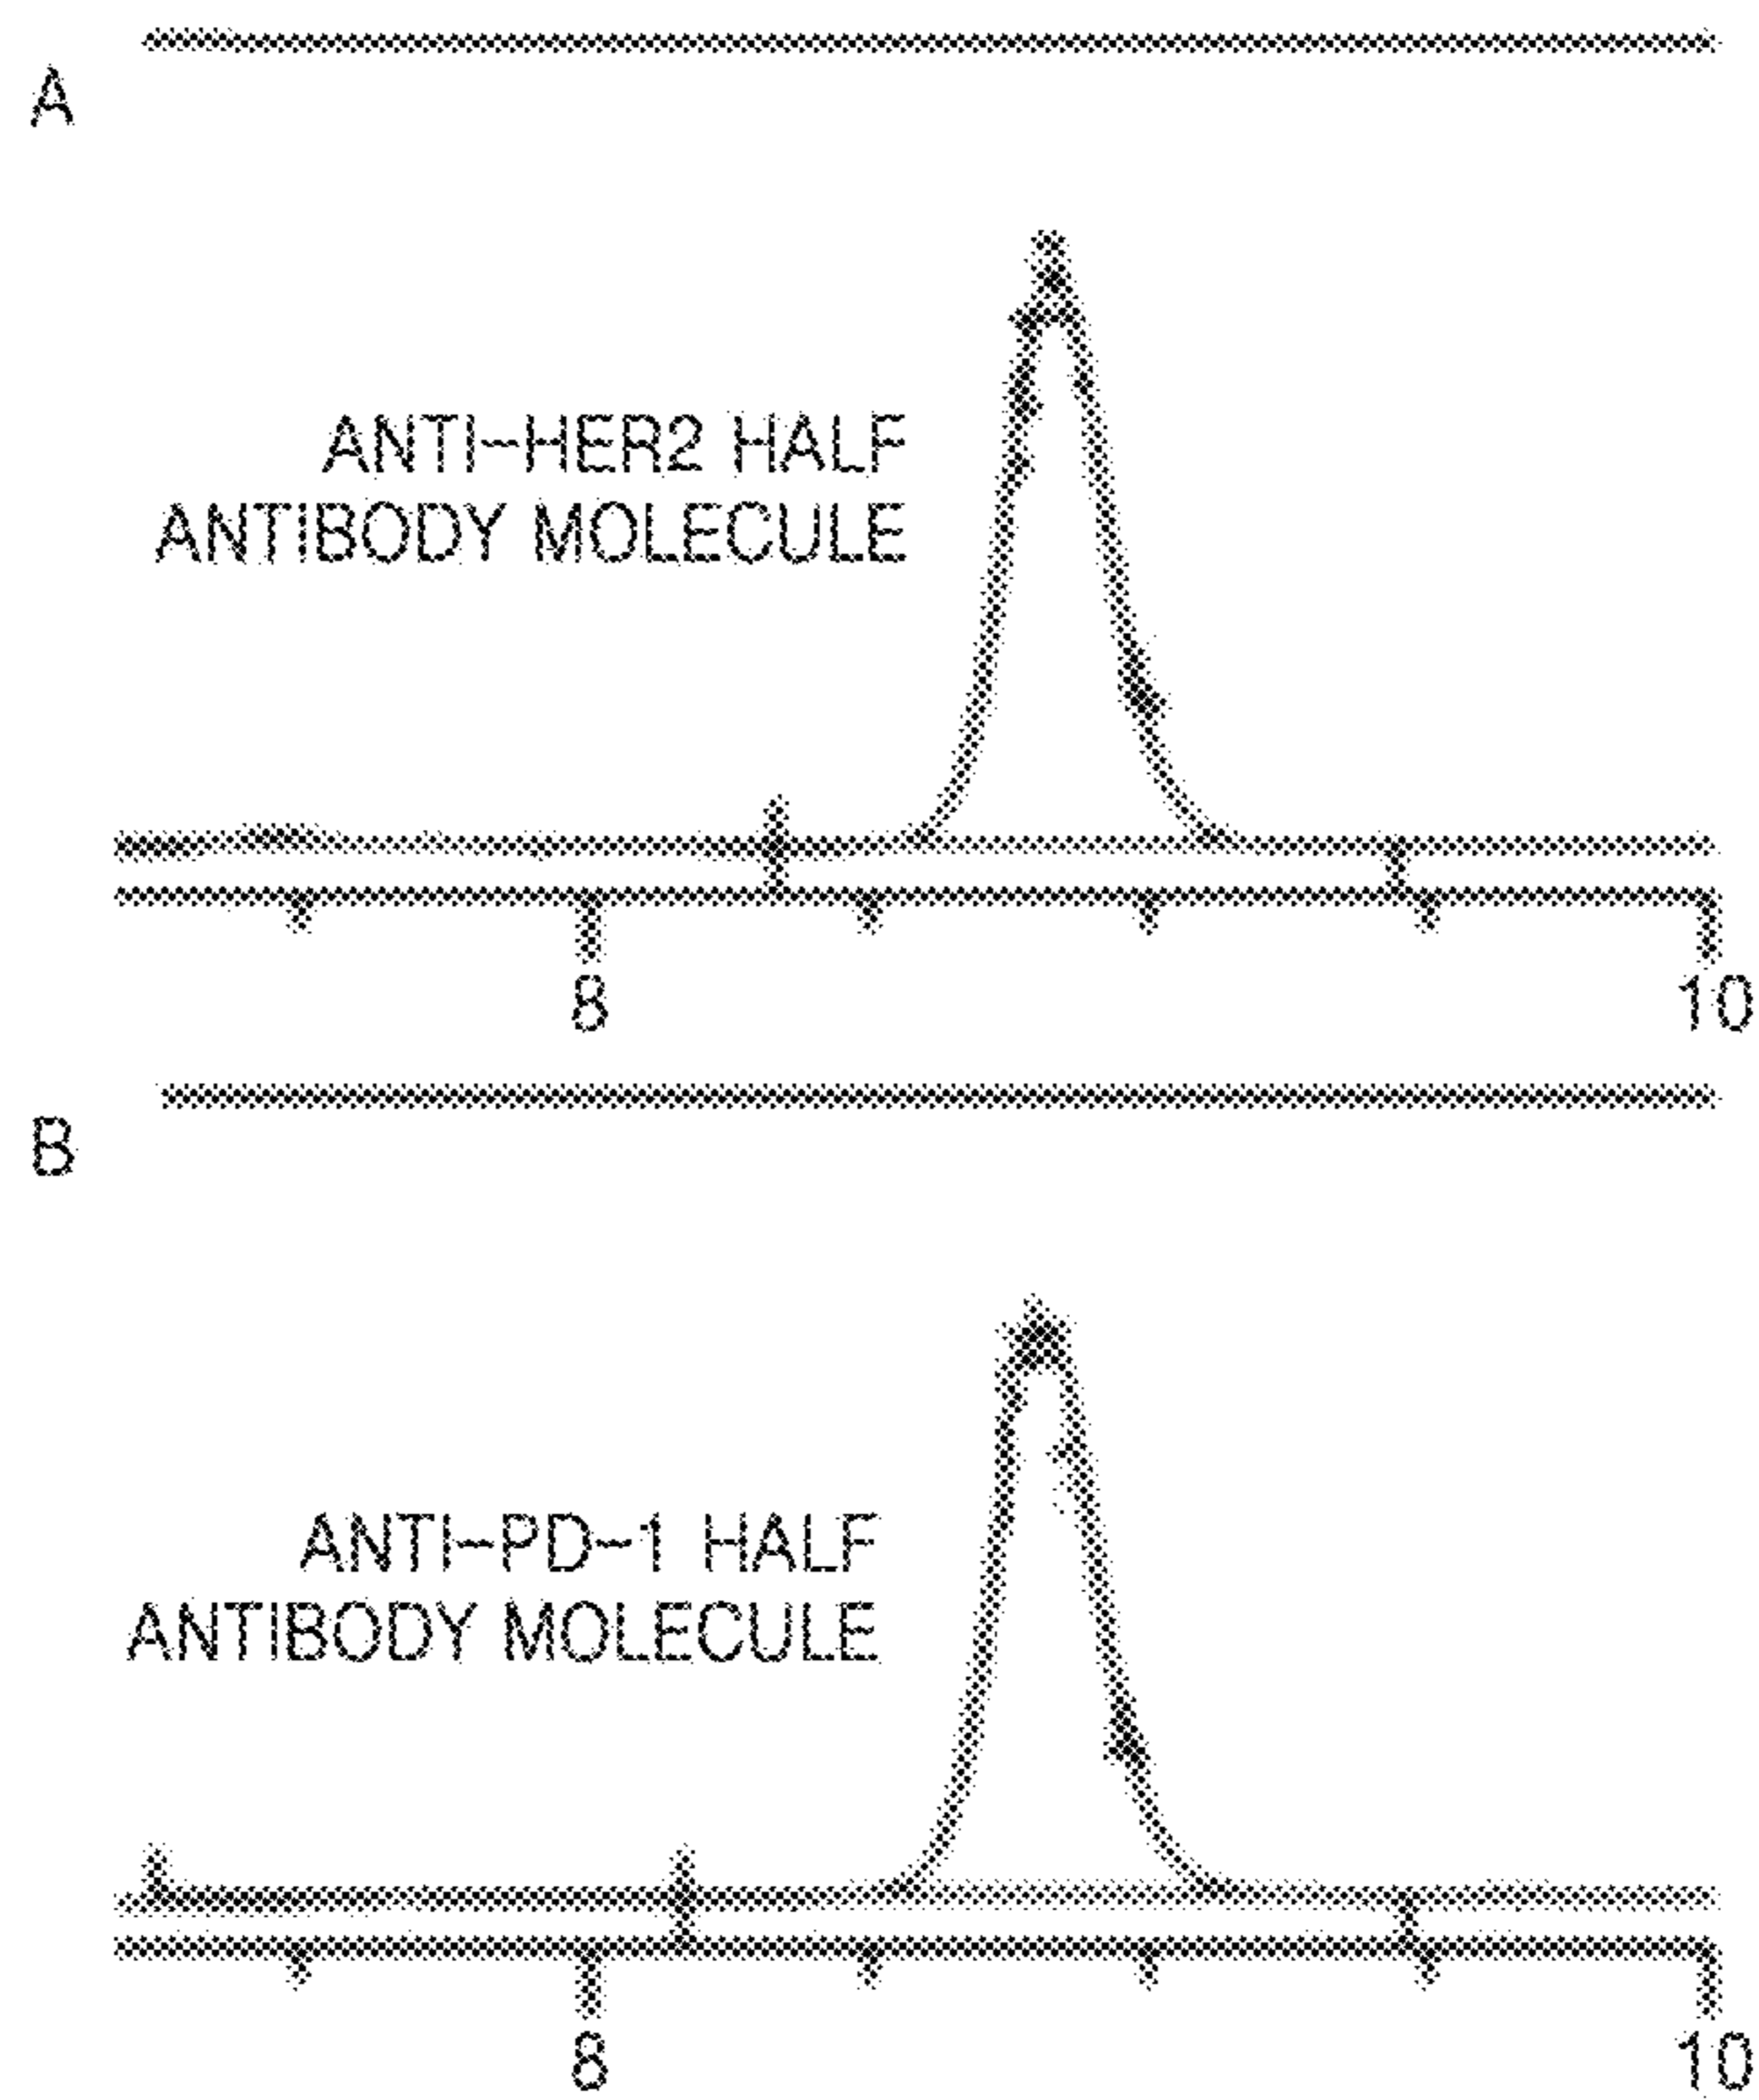 A
ANTI-HER2 HALF
ANTIBODY MOLECULE
8 10
B
ANTI-PD-1 HALF
ANTIBODY MOLECULE
8 10